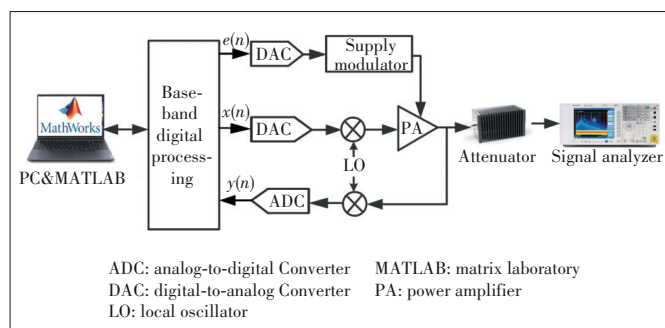 e(n)
DAC
Supply
modulator
Base-
band
digital
process-
ing
MathWorks
x(n)
DAC
PA
LO
PC&MATLAB
Attenuator
Signal analyzer
y(n)
ADC
ADC: analog-to-digital Converter
MATLAB: matrix laboratory
DAC: digital-to-analog Converter
PA: power amplifier
LO: local oscillator